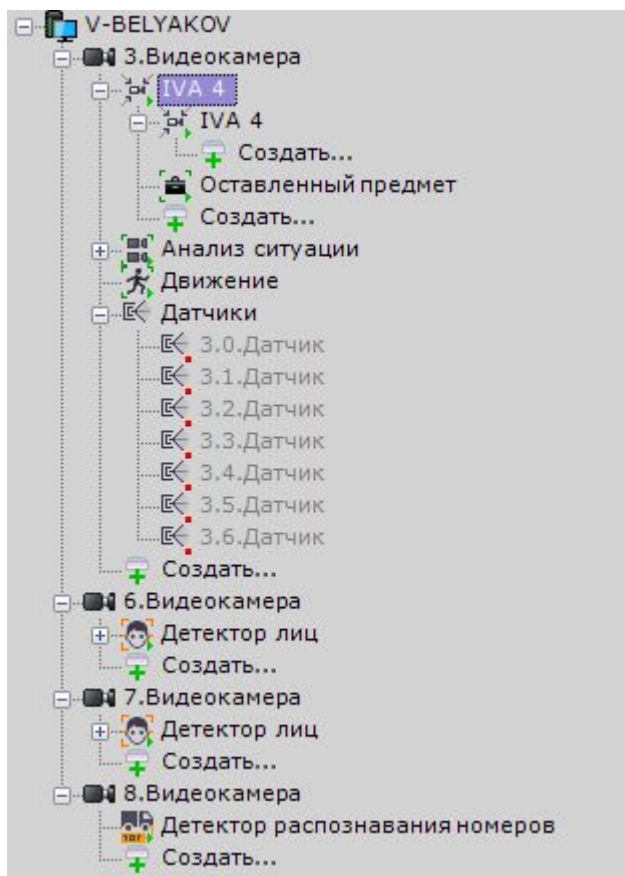 V-BELYAKOV
3.Видеокамера
IVA 4
IVA 4
Создать...
Оставленный предмет
Создать...
Анализ ситуации
Движение
Датчики
3.0.Датчик
3.1.Датчик
3.2.Датчик
3.3.Датчик
3.4.Датчик
3.5.Датчик
3.6.Датчик
Создать...
6.Видеокамера
Детектор лиц
Создать...
7.Видеокамера
Детектор лиц
Создать...
8.Видеокамера
Детектор распознавания номеров
Создать...